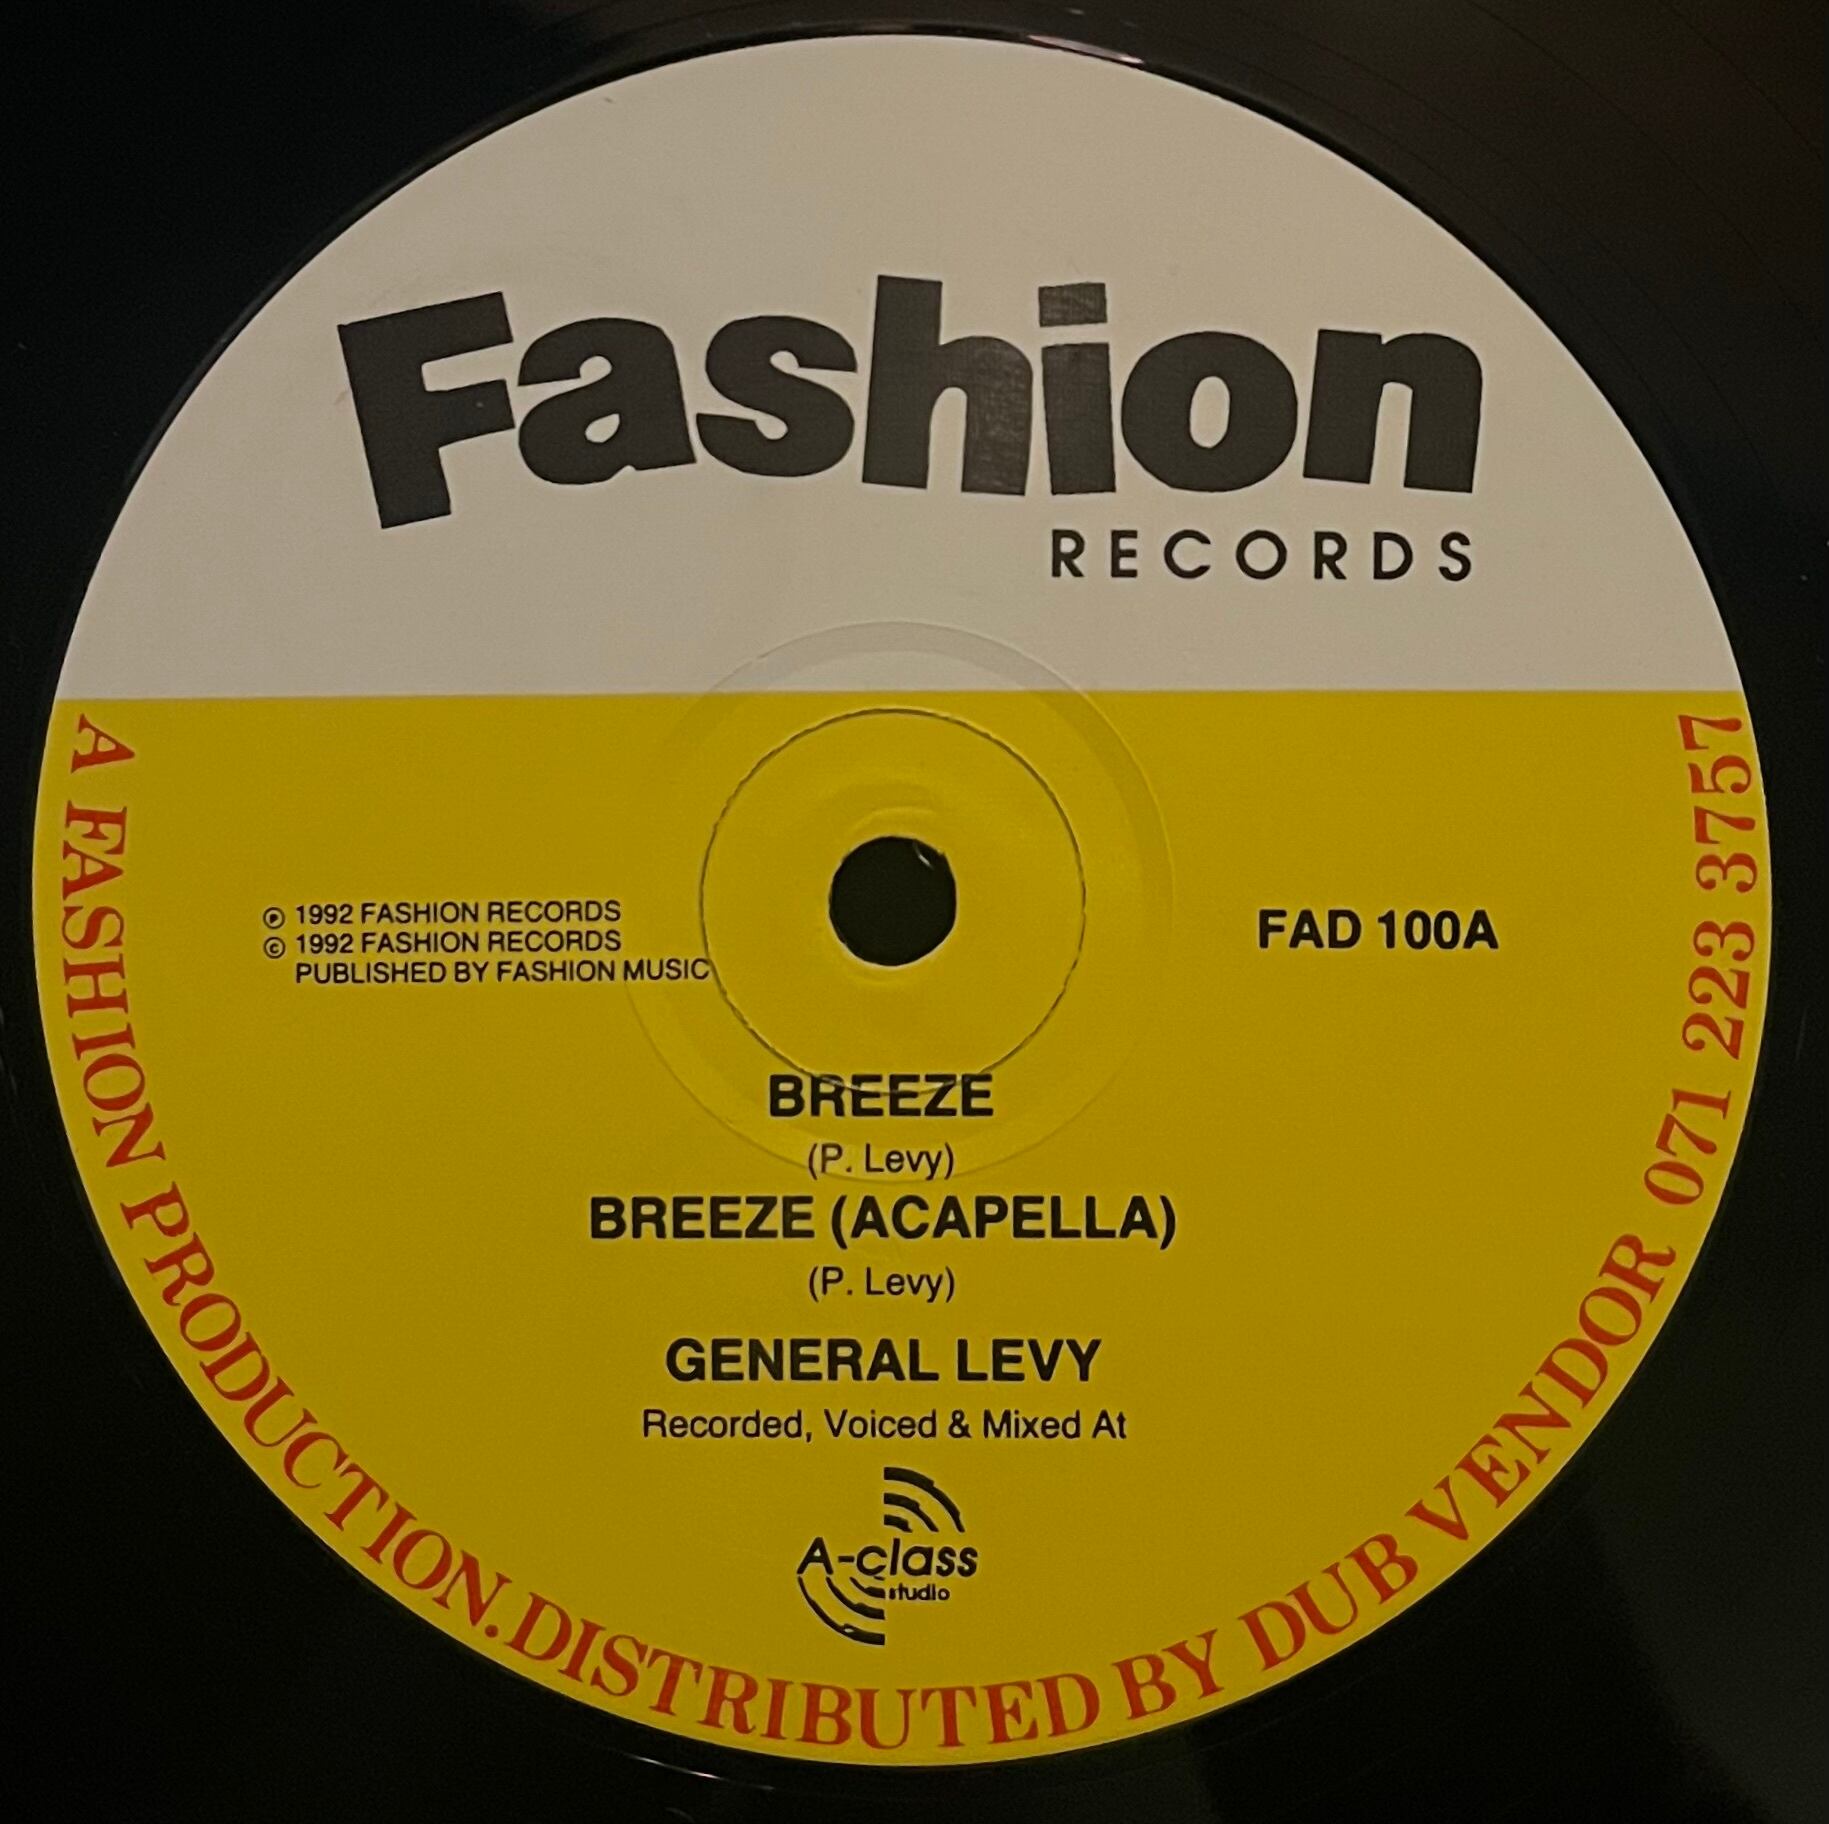 Fashion
RECORDS
℗ 1992 FASHION RECORDS
© 1992 FASHION RECORDS
PUBLISHED BY FASHION MUSIC
FAD 100A
BREEZE
(P. Levy)
BREEZE (ACAPELLA)
(P. Levy)
GENERAL LEVY
Recorded, Voiced & Mixed At
A-class
studio
A FASHION PRODUCTION. DISTRIBUTED BY DUB VENDOR 071 223 3757